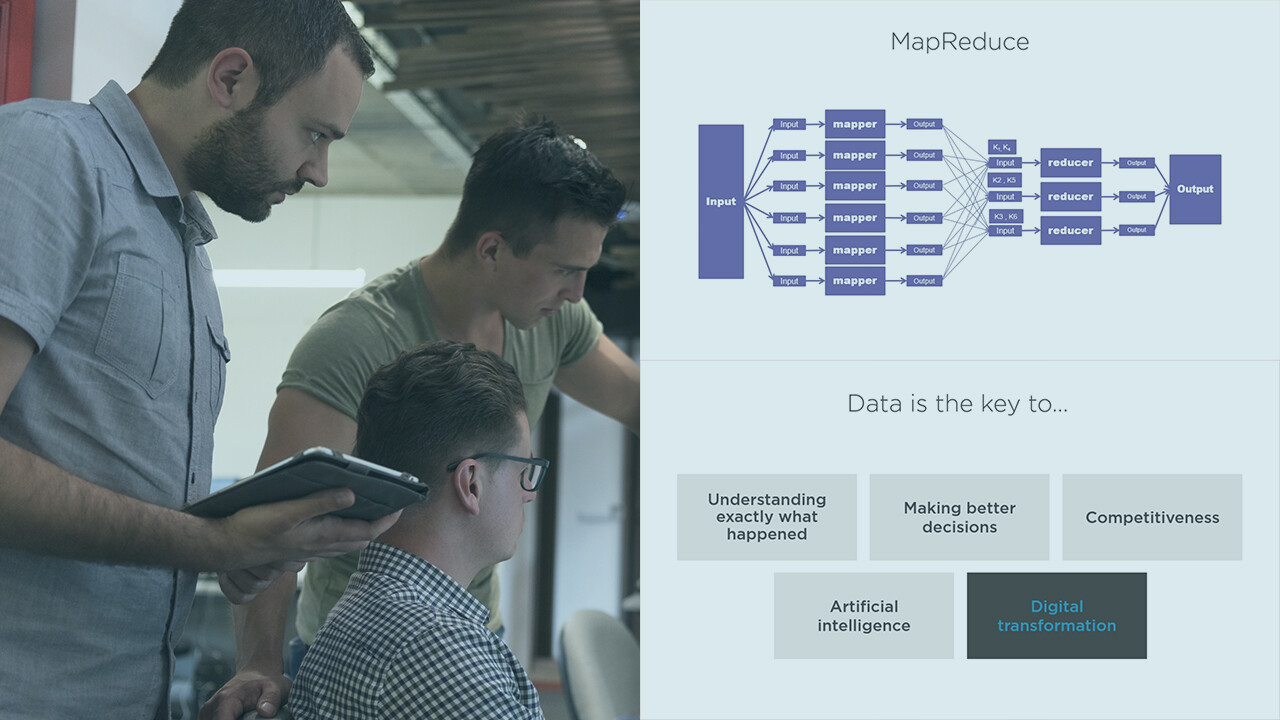 MapReduce
Input
Input mapper Output
Input mapper Output
Input mapper Output
Input mapper Output
Input mapper Output
Input mapper Output
K₁, K₄
Input reducer Output
K2 , K5
Input reducer Output
K3 , K6
Input reducer Output
Output
Data is the key to...
Understanding
exactly what
happened
Making better
decisions
Competitiveness
Artificial
intelligence
Digital
transformation